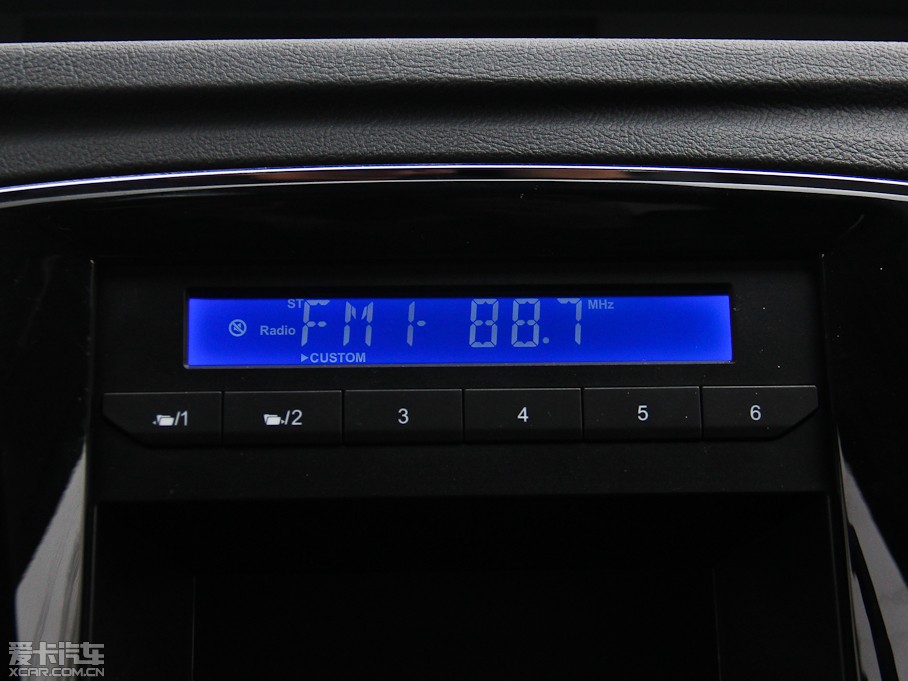 ST FM1- 88.7 MHz
Radio
▶CUSTOM
/1 /2 3 4 5 6
爱卡汽车
XCAR.COM.CN